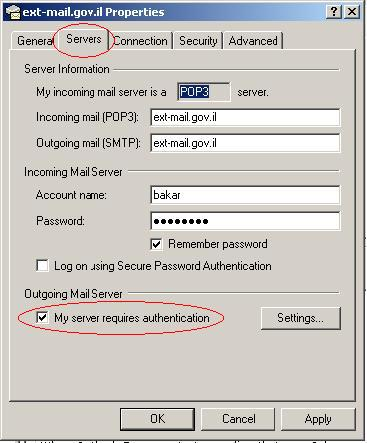 ext-mail.gov.il Properties
General Servers Connection Security Advanced
Server Information
My incoming mail server is a POP3 server.
Incoming mail (POP3): ext-mail.gov.il
Outgoing mail (SMTP): ext-mail.gov.il
Incoming Mail Server
Account name: bakar
Password: ●●●●●●●●
Remember password
Log on using Secure Password Authentication
Outgoing Mail Server
My server requires authentication Settings...
OK Cancel Apply